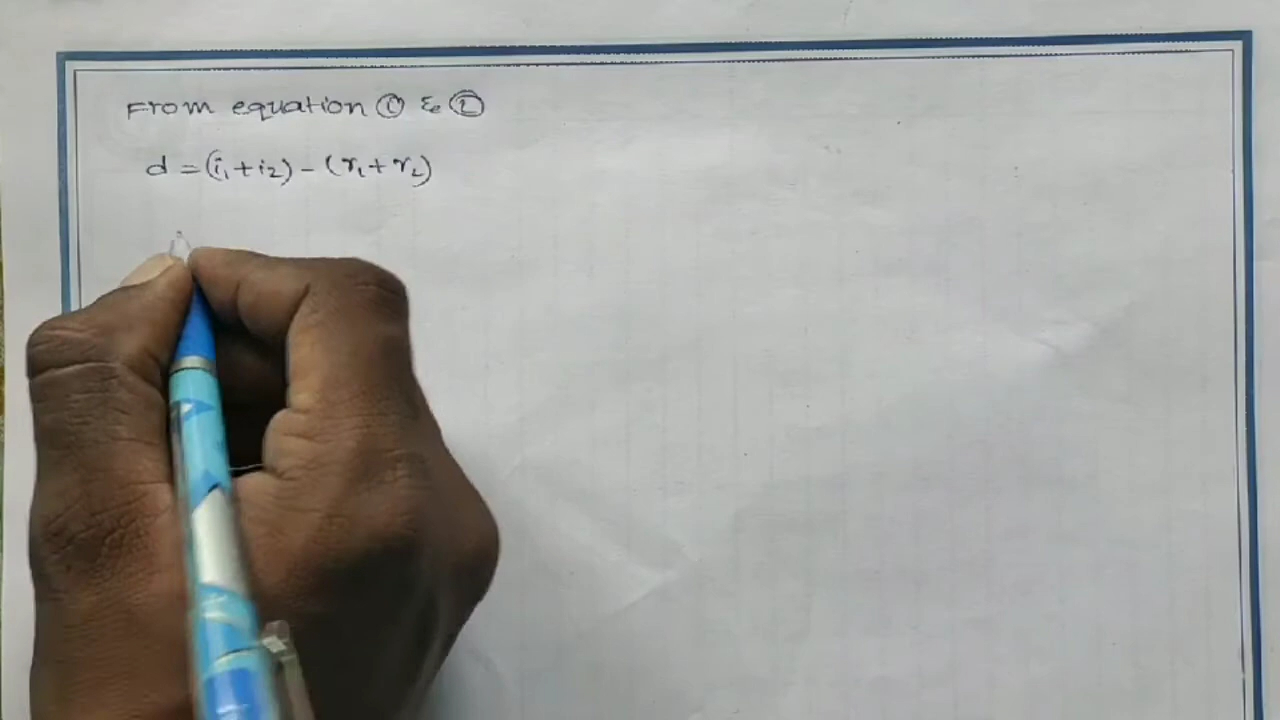 From equation ① & ②
d = (i₁ + i₂) - (r₁ + r₂)